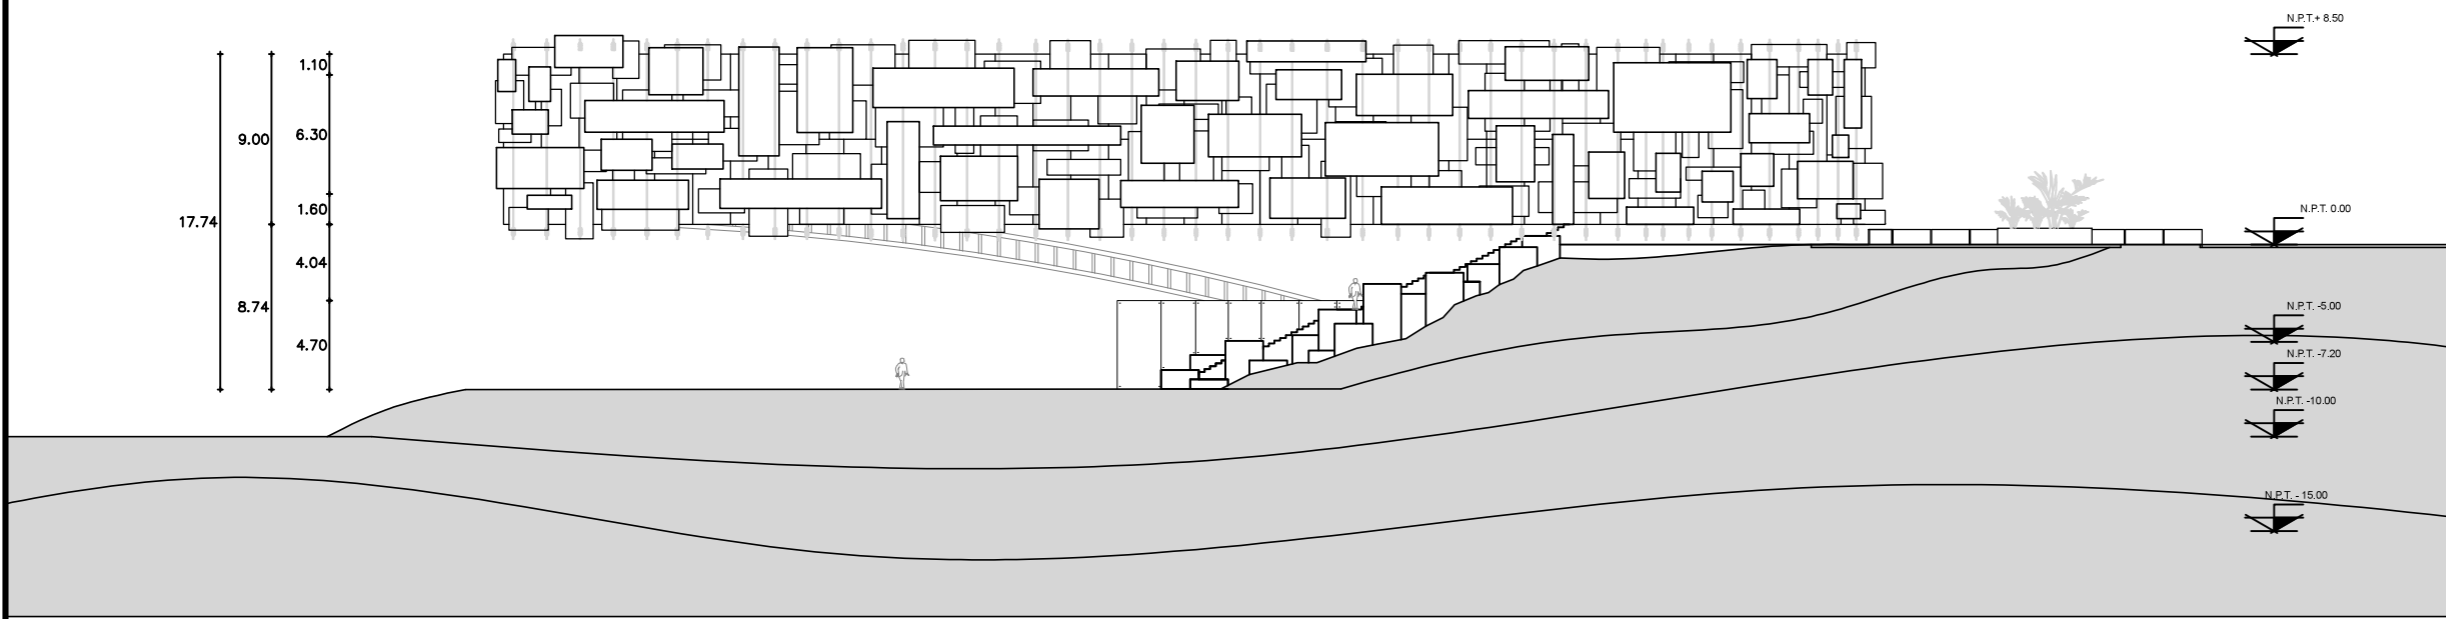 N.P.T.+ 8.50
1.10
9.00
6.30
1.60
17.74
N.P.T. 0.00
4.04
8.74
N.P.T. -5.00
4.70
N.P.T. -7.20
N.P.T. -10.00
N.P.T. - 15.00